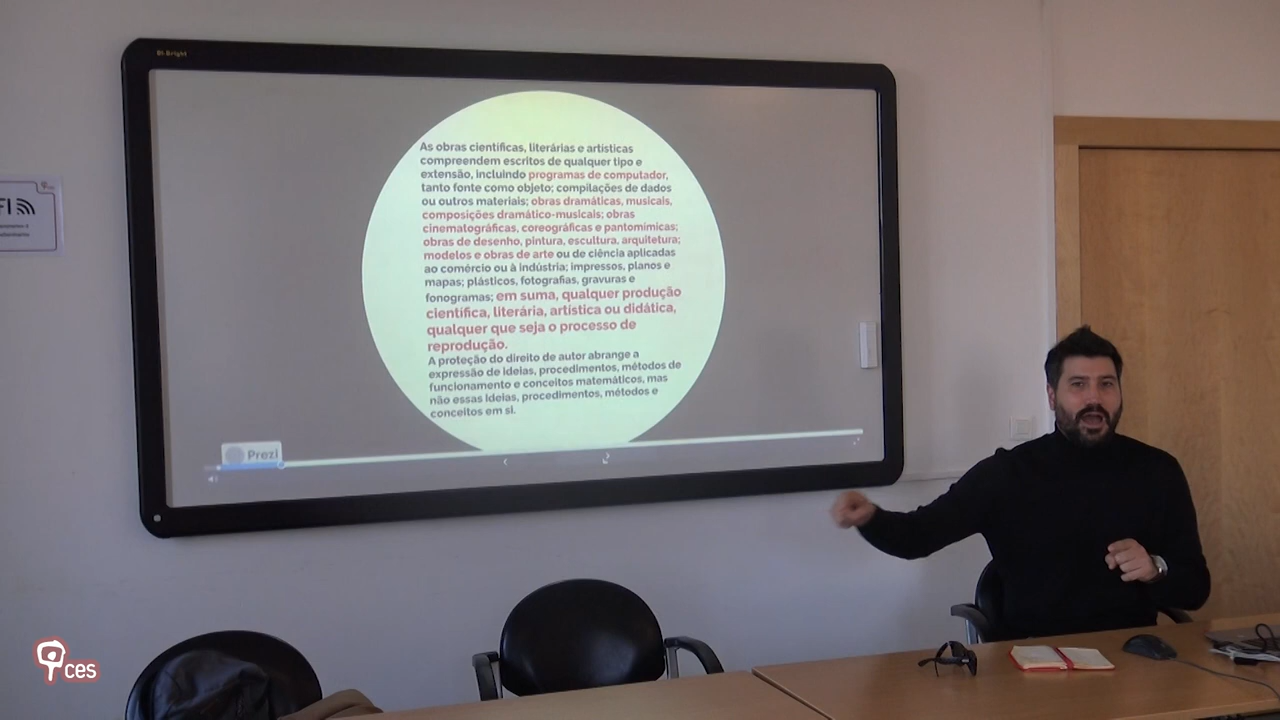 Bi-Bright
FI
As obras científicas, literárias e artísticas
compreendem escritos de qualquer tipo e
extensão, incluindo programas de computador,
tanto fonte como objeto; compilações de dados
ou outros materiais; obras dramáticas, musicais,
composições dramático-musicais; obras
cinematográficas, coreográficas e pantomímicas;
obras de desenho, pintura, escultura, arquitetura;
modelos e obras de arte ou de ciência aplicadas
ao comércio ou à indústria; impressos, planos e
mapas; plásticos, fotografias, gravuras e
fonogramas; em suma, qualquer produção
científica, literária, artística ou didática,
qualquer que seja o processo de
reprodução.
A proteção do direito de autor abrange a
expressão de ideias, procedimentos, métodos de
funcionamento e conceitos matemáticos, mas
não essas ideias, procedimentos, métodos e
conceitos em si.
Prezi
ces